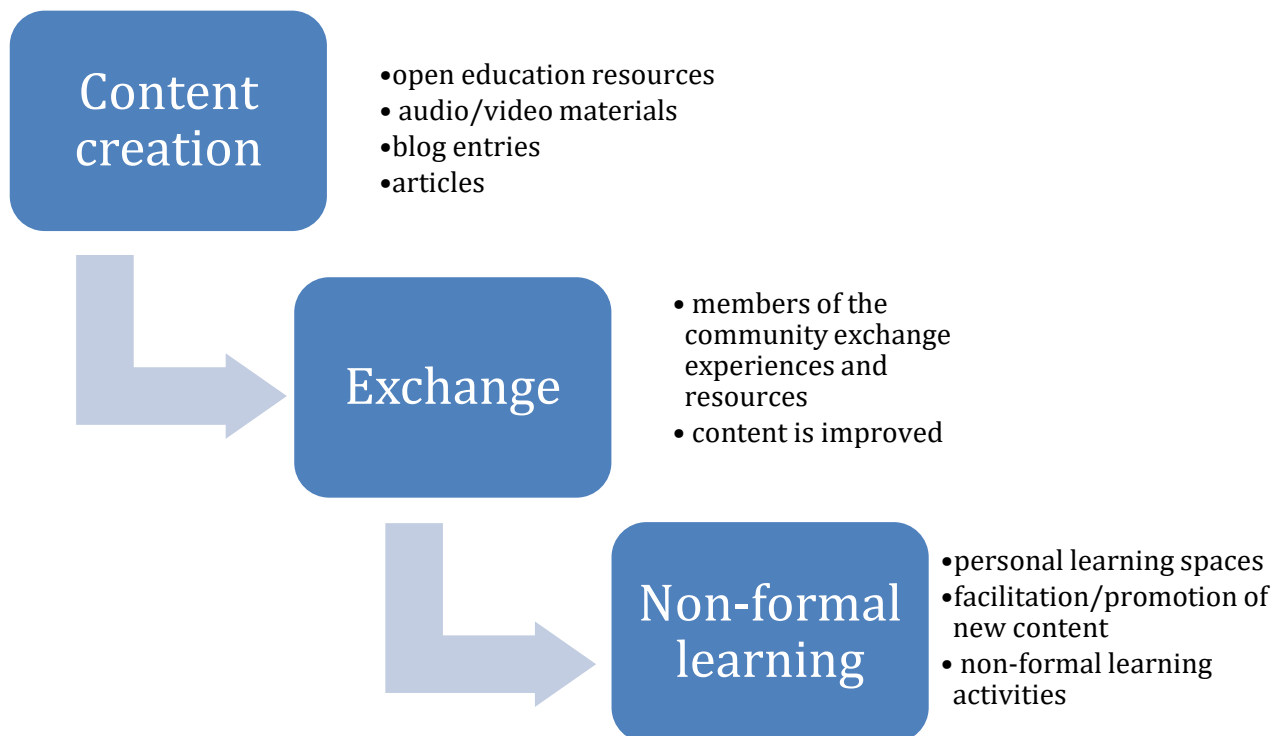 Content
creation
•open education resources
• audio/video materials
•blog entries
•articles
Exchange
• members of the
community exchange
experiences and
resources
• content is improved
Non-formal
learning
•personal learning spaces
•facilitation/promotion of
new content
• non-formal learning
activities